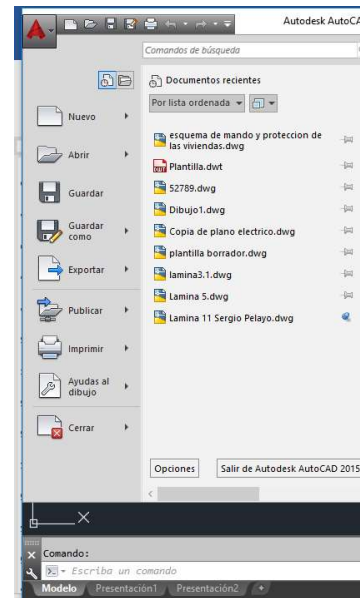 Autodesk AutoCA
Comandos de búsqueda
Documentos recientes
Por lista ordenada
Nuevo
Abrir
Guardar
Guardar
como
Exportar
Publicar
Imprimir
Ayudas al
dibujo
Cerrar
esquema de mando y proteccion de
las viviendas.dwg
Plantilla.dwt
52789.dwg
Dibujo1.dwg
Copia de plano electrico.dwg
plantilla borrador.dwg
lamina3.1.dwg
Lamina 5.dwg
Lamina 11 Sergio Pelayo.dwg
Opciones
Salir de Autodesk AutoCAD 2015
Comando:
Escriba un comando
Modelo Presentación1 Presentación2 +